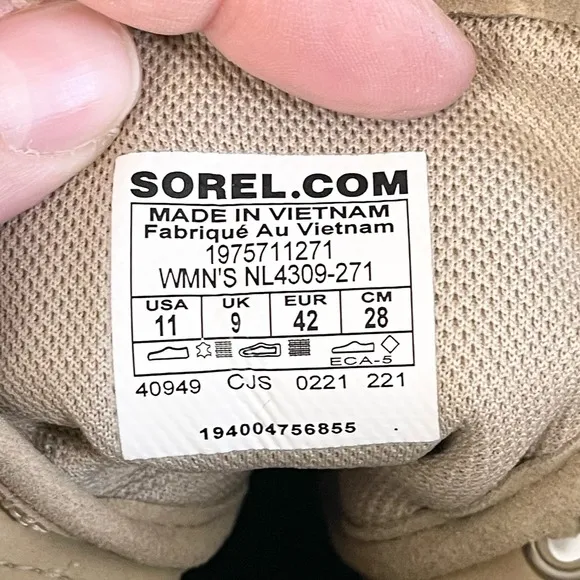 SOREL.COM
MADE IN VIETNAM
Fabriqué Au Vietnam
1975711271
WMN'S NL4309-271
USA UK EUR CM
11 9 42 28
ECA-5
40949 CJS 0221 221
194004756855 .